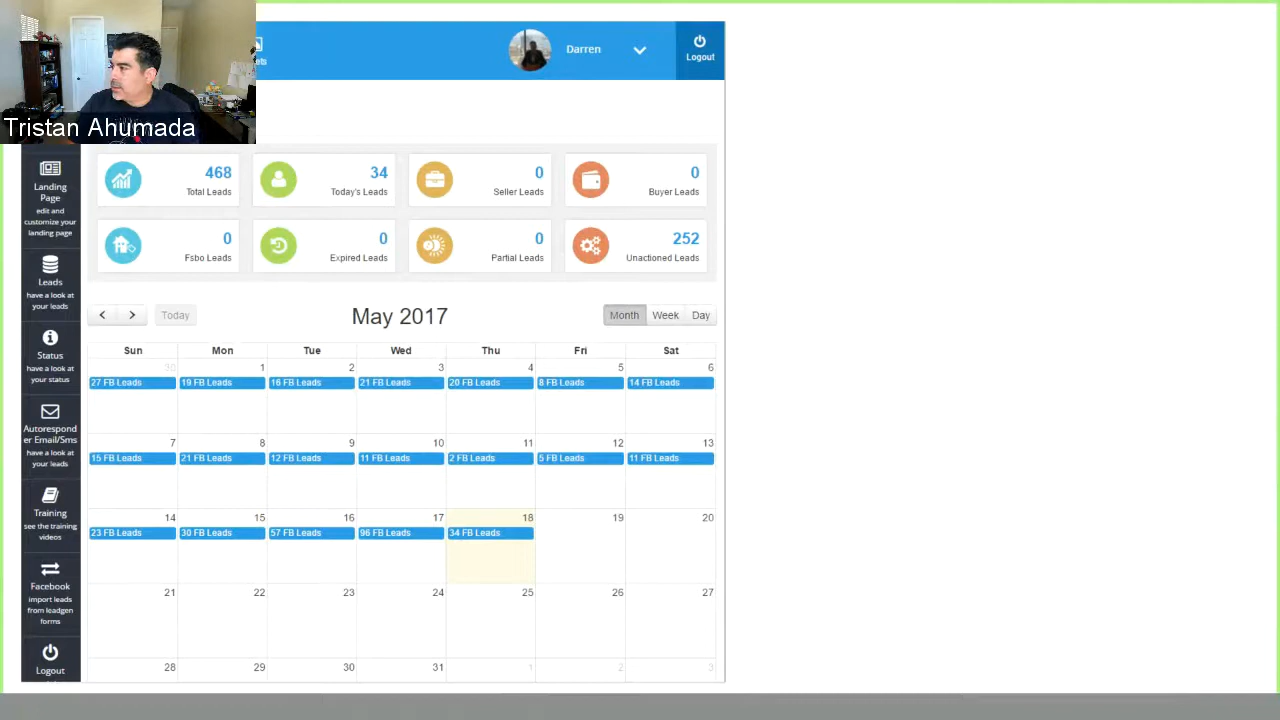 Tristan Ahumada
ets
Darren
Logout
468
Total Leads
34
Today's Leads
0
Seller Leads
0
Buyer Leads
0
Fsbo Leads
0
Expired Leads
0
Partial Leads
252
Unactioned Leads
Landing
Page
edit and
customize your
landing page
Leads
have a look at
your leads
Status
have a look at
your status
Autorespond
er Email/Sms
have a look at
your leads
Training
see the training
videos
Facebook
import leads
from leadgen
forms
Logout
Today
May 2017
Month Week Day
Sun Mon Tue Wed Thu Fri Sat
30 1 2 3 4 5 6
27 FB Leads 19 FB Leads 16 FB Leads 21 FB Leads 20 FB Leads 8 FB Leads 14 FB Leads
7 8 9 10 11 12 13
15 FB Leads 21 FB Leads 12 FB Leads 11 FB Leads 2 FB Leads 5 FB Leads 11 FB Leads
14 15 16 17 18 19 20
23 FB Leads 30 FB Leads 57 FB Leads 96 FB Leads 34 FB Leads
21 22 23 24 25 26 27
28 29 30 31 1 2 3